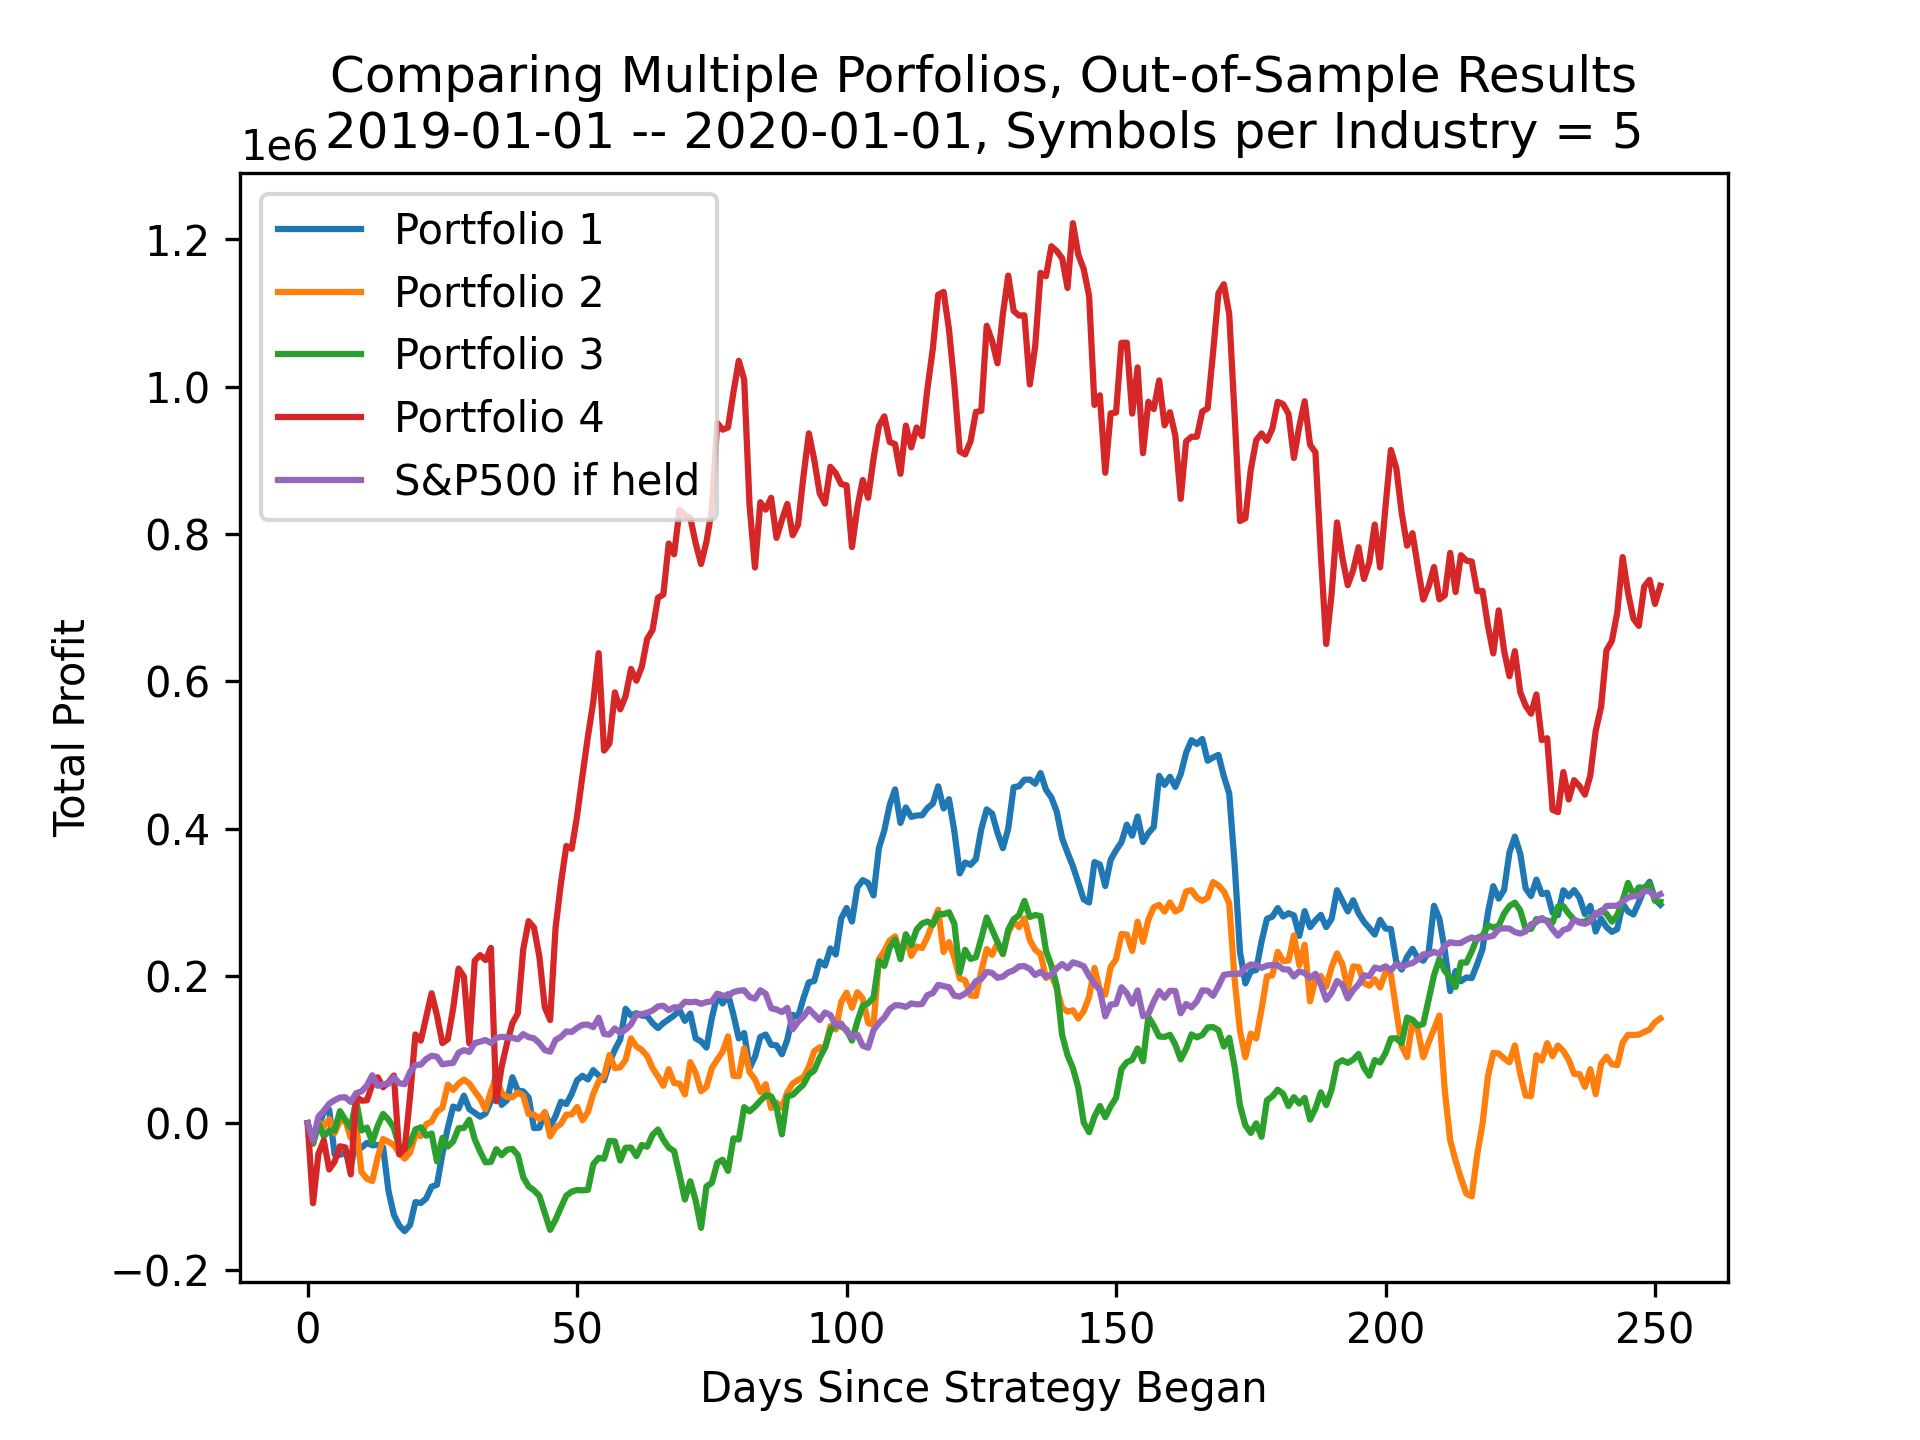 Comparing Multiple Porfolios, Out-of-Sample Results
2019-01-01 -- 2020-01-01, Symbols per Industry = 5
1e6
Portfolio 1
Portfolio 2
Portfolio 3
Portfolio 4
S&P500 if held
1.2
1.0
0.8
0.6
0.4
0.2
0.0
−0.2
Total Profit
0 50 100 150 200 250
Days Since Strategy Began